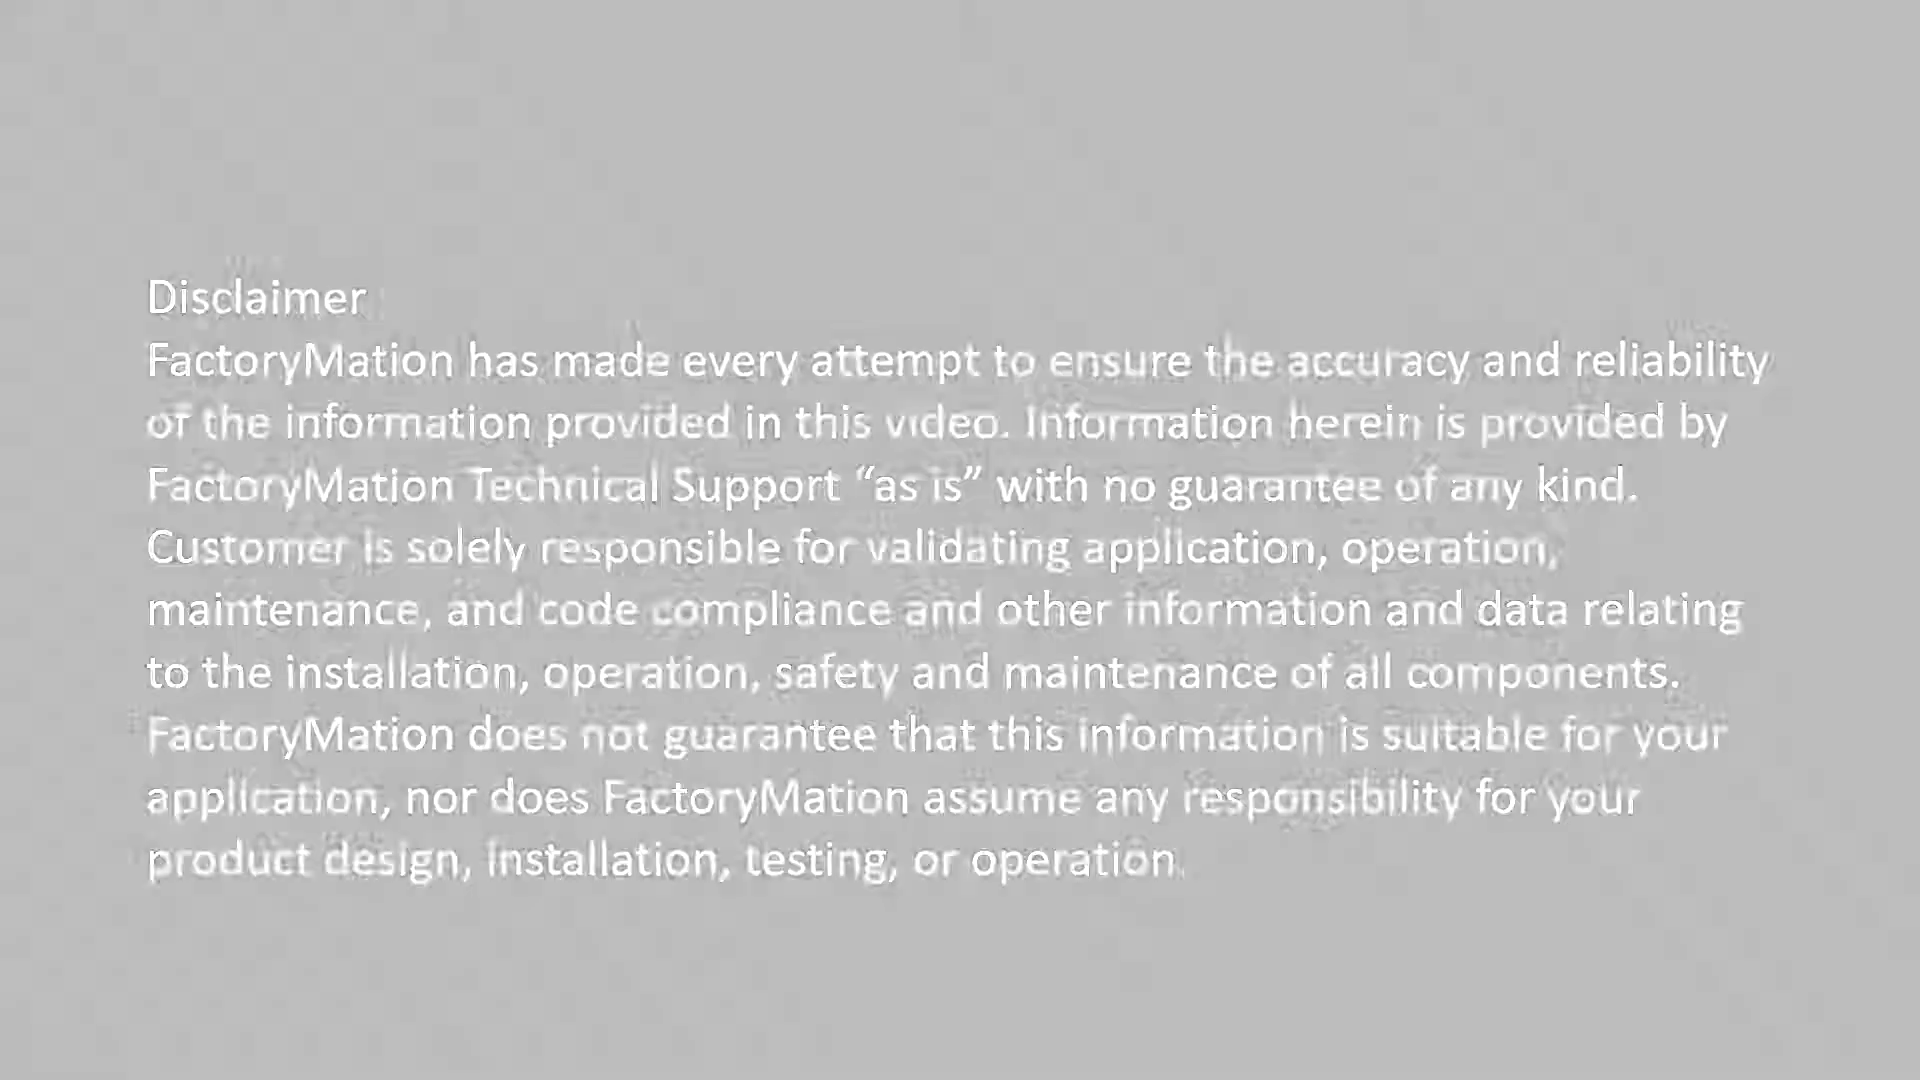 Disclaimer
FactoryMation has made every attempt to ensure the accuracy and reliability
of the information provided in this video. Information herein is provided by
FactoryMation Technical Support “as is” with no guarantee of any kind.
Customer is solely responsible for validating application, operation,
maintenance, and code compliance and other information and data relating
to the installation, operation, safety and maintenance of all components.
FactoryMation does not guarantee that this information is suitable for your
application, nor does FactoryMation assume any responsibility for your
product design, installation, testing, or operation.